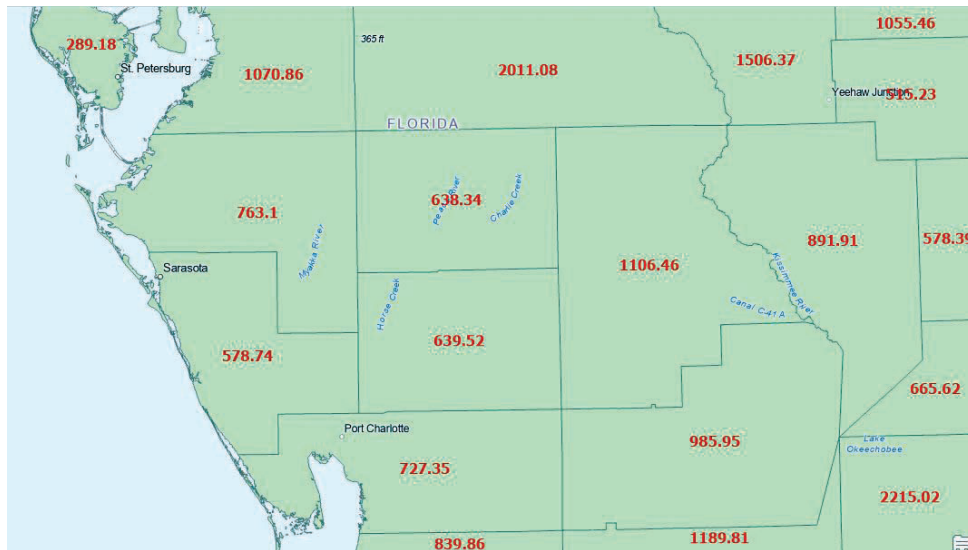 1055.46
289.18
365 ft
St. Petersburg
1070.86
2011.08
1506.37
Yeehaw Junction
515.23
FLORIDA
638.34
Peace River
Charlie Creek
763.1
Myakka River
891.91
578.39
Sarasota
1106.46
Kissimmee River
Horse Creek
Canal C-41A
639.52
578.74
665.62
Port Charlotte
727.35
985.95
Lake
Okeechobee
2215.02
839.86
1189.81